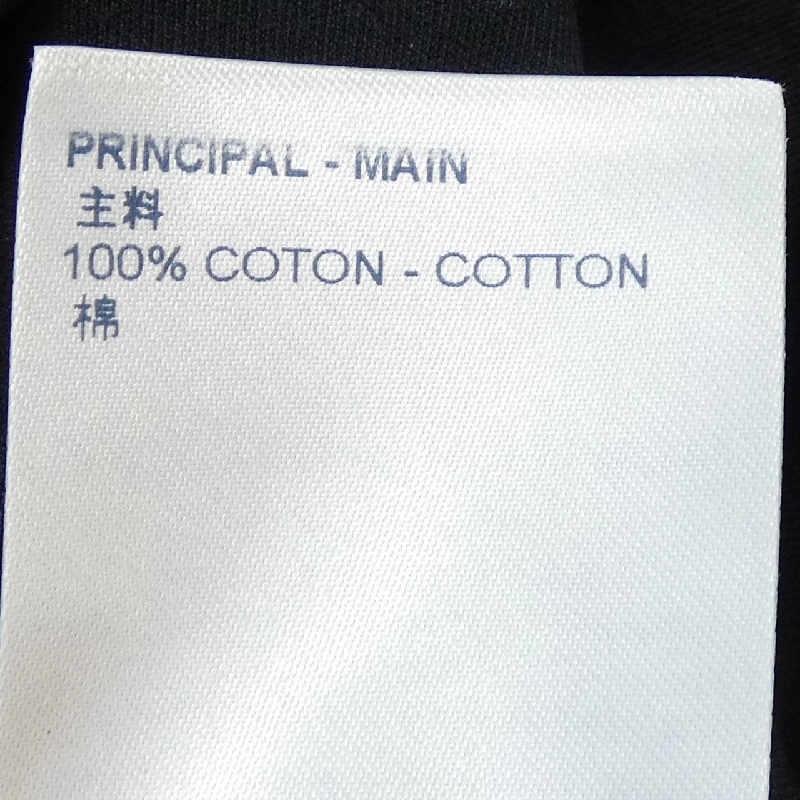 PRINCIPAL - MAIN
主料
100% COTON - COTTON
棉